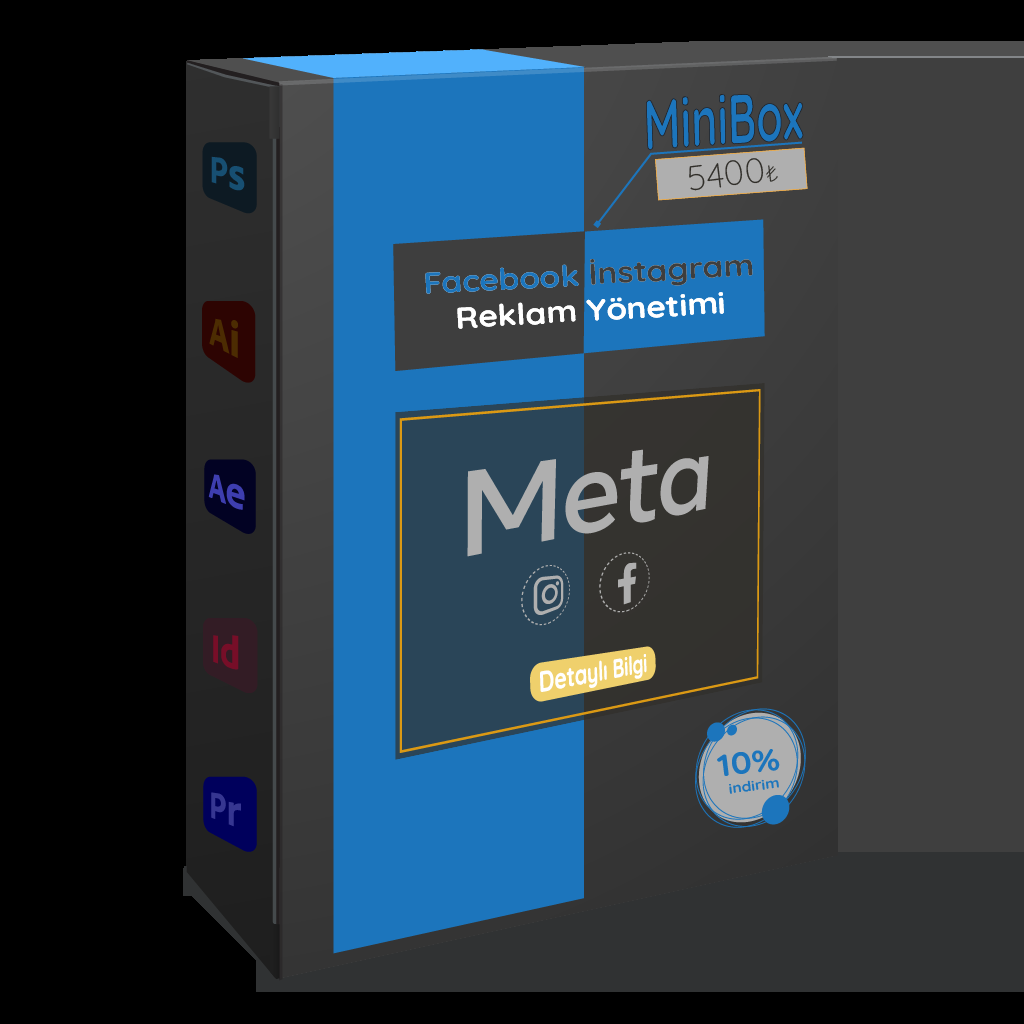 MiniBox
5400₺
Facebook İnstagram
Reklam Yönetimi
Meta
Detaylı Bilgi
10%
indirim
Ps
Ai
Ae
Id
Pr